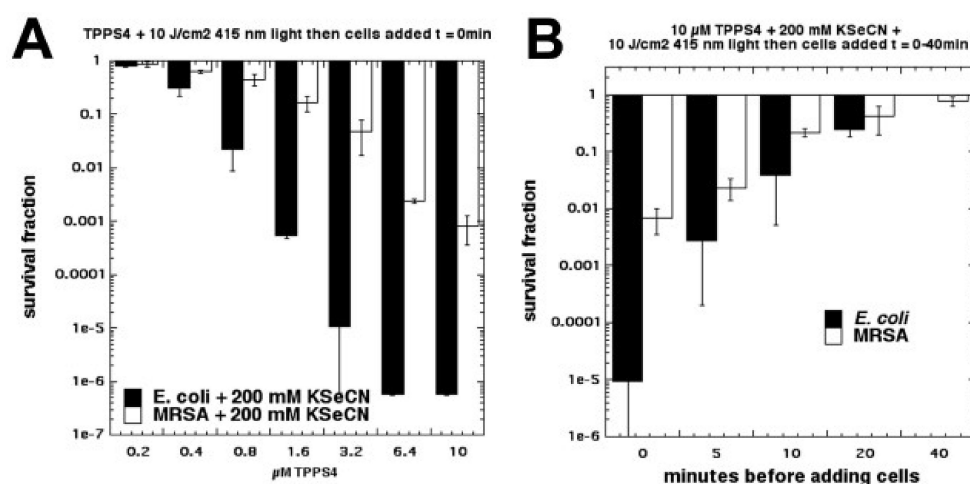 A
TPPS4 + 10 J/cm2 415 nm light then cells added t = 0min
survival fraction
1
0.1
0.01
0.001
0.0001
1e-5
1e-6
1e-7
E. coli + 200 mM KSeCN
MRSA + 200 mM KSeCN
0.2 0.4 0.8 1.6 3.2 6.4 10
µM TPPS4
B
10 µM TPPS4 + 200 mM KSeCN +
10 J/cm2 415 nm light then cells added t = 0-40min
survival fraction
1
0.1
0.01
0.001
0.0001
1e-5
1e-6
E. coli
MRSA
0 5 10 20 40
minutes before adding cells